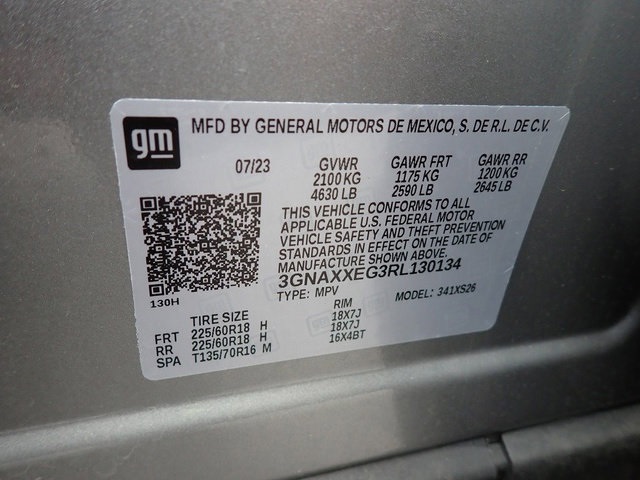 gm
MFD BY GENERAL MOTORS DE MEXICO, S. DE R.L. DE C.V.
07/23 GVWR GAWR FRT GAWR RR
2100 KG 1175 KG 1200 KG
4630 LB 2590 LB 2645 LB
THIS VEHICLE CONFORMS TO ALL
APPLICABLE U.S. FEDERAL MOTOR
VEHICLE SAFETY AND THEFT PREVENTION
STANDARDS IN EFFECT ON THE DATE OF
MANUFACTURE SHOWN ABOVE.
3GNAXXEG3RL130134
TYPE: MPV MODEL: 341XS26
130H
TIRE SIZE RIM
FRT 225/60R18 H 18X7J
RR 225/60R18 H 18X7J
SPA T135/70R16 M 16X4BT